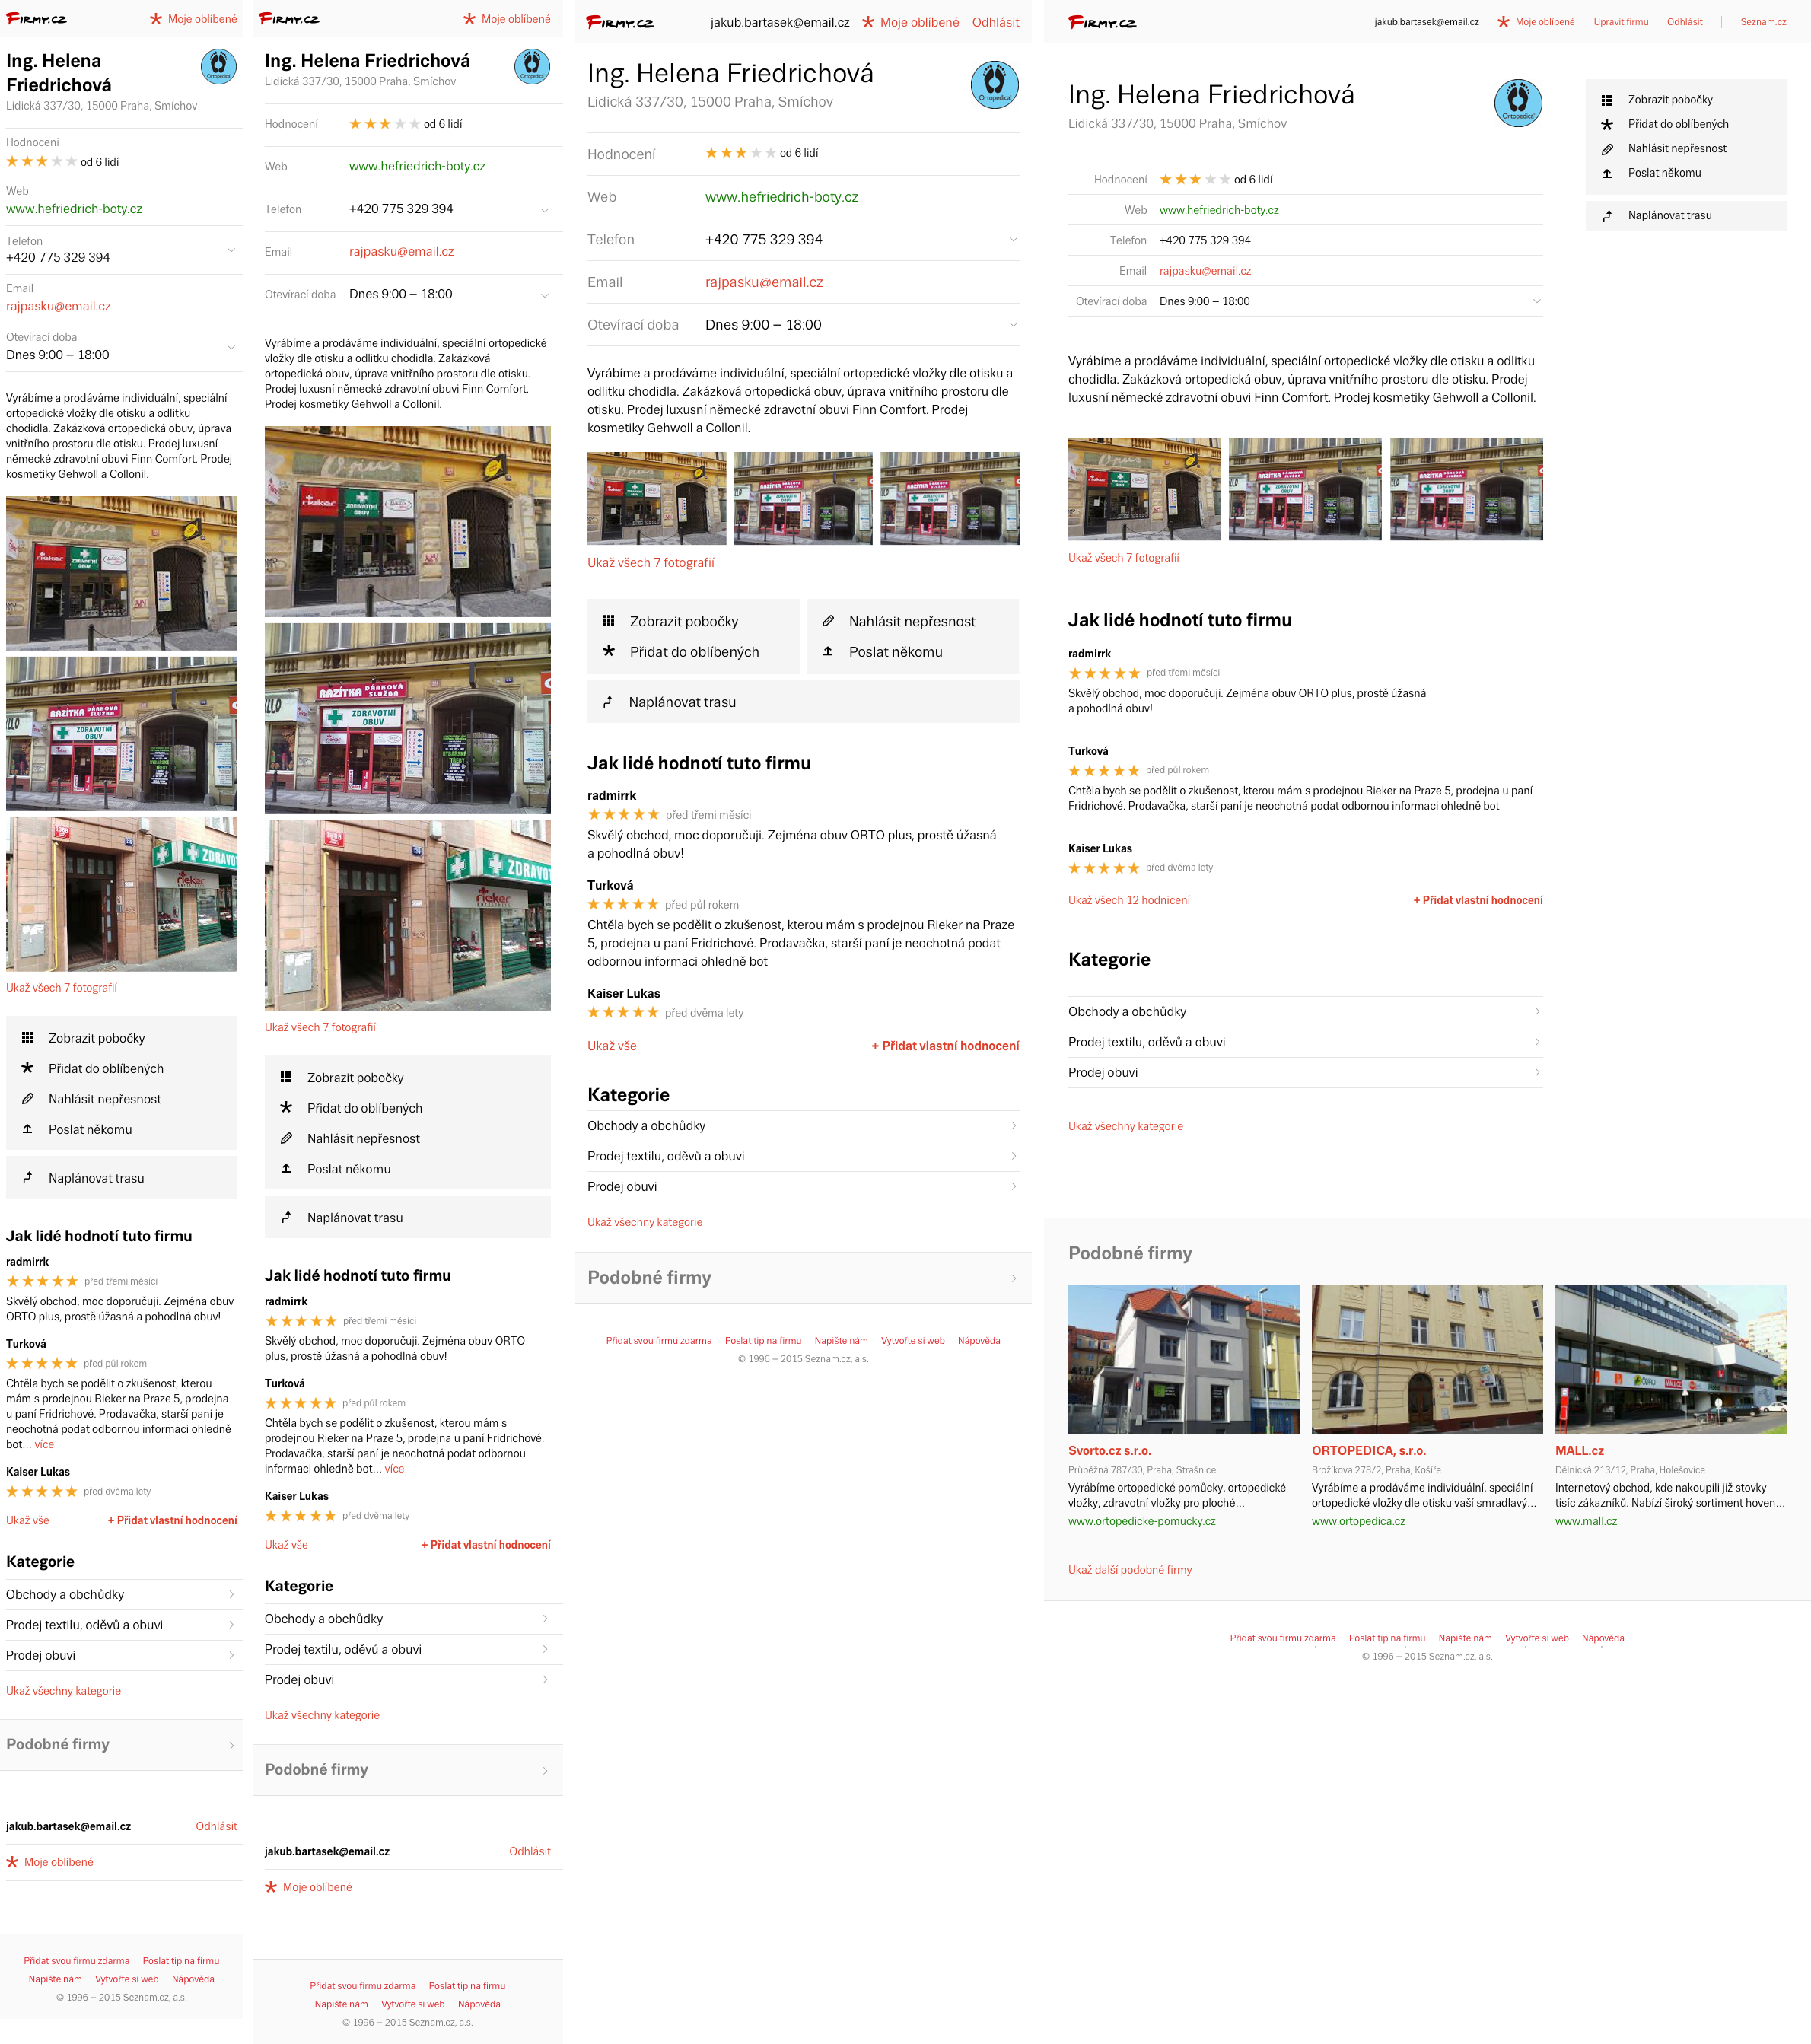 Firmy.cz
Moje oblíbené
Ing. Helena
Friedrichová
Ortopedica
Lidická 337/30, 15000 Praha, Smíchov
Hodnocení
od 6 lidí
Web
www.hefriedrich-boty.cz
Telefon
+420 775 329 394
Email
rajpasku@email.cz
Otevírací doba
Dnes 9:00 – 18:00
Vyrábíme a prodáváme individuální, speciální
ortopedické vložky dle otisku a odlitku
chodidla. Zakázková ortopedická obuv, úprava
vnitřního prostoru dle otisku. Prodej luxusní
německé zdravotní obuvi Finn Comfort. Prodej
kosmetiky Gehwoll a Collonil.
Opus
rieker
ZDRAVOTNÍ
OBUV
RAZÍTKA DÁRKOVÁ SLUŽBA
ZDRAVOTNÍ
OBUV
ZDRAVOT
rieker
ANTISTRESS
Ukaž všech 7 fotografií
Zobrazit pobočky
Přidat do oblíbených
Nahlásit nepřesnost
Poslat někomu
Naplánovat trasu
Jak lidé hodnotí tuto firmu
radmirrk
před třemi měsíci
Skvělý obchod, moc doporučuji. Zejména obuv
ORTO plus, prostě úžasná a pohodlná obuv!
Turková
před půl rokem
Chtěla bych se podělit o zkušenost, kterou
mám s prodejnou Rieker na Praze 5, prodejna
u paní Fridrichové. Prodavačka, starší paní je
neochotná podat odbornou informaci ohledně
bot... více
Kaiser Lukas
před dvěma lety
Ukaž vše + Přidat vlastní hodnocení
Kategorie
Obchody a obchůdky
Prodej textilu, oděvů a obuvi
Prodej obuvi
Ukaž všechny kategorie
Podobné firmy
jakub.bartasek@email.cz Odhlásit
Moje oblíbené
Přidat svou firmu zdarma Poslat tip na firmu
Napište nám Vytvořte si web Nápověda
© 1996 – 2015 Seznam.cz, a.s.
Firmy.cz
Moje oblíbené
Ing. Helena Friedrichová
Ortopedica
Lidická 337/30, 15000 Praha, Smíchov
Hodnocení od 6 lidí
Web www.hefriedrich-boty.cz
Telefon +420 775 329 394
Email rajpasku@email.cz
Otevírací doba Dnes 9:00 – 18:00
Vyrábíme a prodáváme individuální, speciální ortopedické
vložky dle otisku a odlitku chodidla. Zakázková
ortopedická obuv, úprava vnitřního prostoru dle otisku.
Prodej luxusní německé zdravotní obuvi Finn Comfort.
Prodej kosmetiky Gehwoll a Collonil.
Opus
rieker
ZDRAVOTNÍ
OBUV
RAZÍTKA DÁRKOVÁ SLUŽBA
ZDRAVOTNÍ
OBUV
ZDRAVOT
rieker
ANTISTRESS
Ukaž všech 7 fotografií
Zobrazit pobočky
Přidat do oblíbených
Nahlásit nepřesnost
Poslat někomu
Naplánovat trasu
Jak lidé hodnotí tuto firmu
radmirrk
před třemi měsíci
Skvělý obchod, moc doporučuji. Zejména obuv ORTO
plus, prostě úžasná a pohodlná obuv!
Turková
před půl rokem
Chtěla bych se podělit o zkušenost, kterou mám s
prodejnou Rieker na Praze 5, prodejna u paní Fridrichové.
Prodavačka, starší paní je neochotná podat odbornou
informaci ohledně bot... více
Kaiser Lukas
před dvěma lety
Ukaž vše + Přidat vlastní hodnocení
Kategorie
Obchody a obchůdky
Prodej textilu, oděvů a obuvi
Prodej obuvi
Ukaž všechny kategorie
Podobné firmy
jakub.bartasek@email.cz Odhlásit
Moje oblíbené
Přidat svou firmu zdarma Poslat tip na firmu
Napište nám Vytvořte si web Nápověda
© 1996 – 2015 Seznam.cz, a.s.
Firmy.cz
jakub.bartasek@email.cz Moje oblíbené Odhlásit
Ing. Helena Friedrichová
Ortopedica
Lidická 337/30, 15000 Praha, Smíchov
Hodnocení od 6 lidí
Web www.hefriedrich-boty.cz
Telefon +420 775 329 394
Email rajpasku@email.cz
Otevírací doba Dnes 9:00 – 18:00
Vyrábíme a prodáváme individuální, speciální ortopedické vložky dle otisku a
odlitku chodidla. Zakázková ortopedická obuv, úprava vnitřního prostoru dle
otisku. Prodej luxusní německé zdravotní obuvi Finn Comfort. Prodej
kosmetiky Gehwoll a Collonil.
Ukaž všech 7 fotografií
Zobrazit pobočky
Přidat do oblíbených
Nahlásit nepřesnost
Poslat někomu
Naplánovat trasu
Jak lidé hodnotí tuto firmu
radmirrk
před třemi měsíci
Skvělý obchod, moc doporučuji. Zejména obuv ORTO plus, prostě úžasná
a pohodlná obuv!
Turková
před půl rokem
Chtěla bych se podělit o zkušenost, kterou mám s prodejnou Rieker na Praze
5, prodejna u paní Fridrichové. Prodavačka, starší paní je neochotná podat
odbornou informaci ohledně bot
Kaiser Lukas
před dvěma lety
Ukaž vše + Přidat vlastní hodnocení
Kategorie
Obchody a obchůdky
Prodej textilu, oděvů a obuvi
Prodej obuvi
Ukaž všechny kategorie
Podobné firmy
Přidat svou firmu zdarma Poslat tip na firmu Napište nám Vytvořte si web Nápověda
© 1996 – 2015 Seznam.cz, a.s.
Firmy.cz
jakub.bartasek@email.cz Moje oblíbené Upravit firmu Odhlásit Seznam.cz
Ing. Helena Friedrichová
Ortopedica
Lidická 337/30, 15000 Praha, Smíchov
Hodnocení od 6 lidí
Web www.hefriedrich-boty.cz
Telefon +420 775 329 394
Email rajpasku@email.cz
Otevírací doba Dnes 9:00 – 18:00
Zobrazit pobočky
Přidat do oblíbených
Nahlásit nepřesnost
Poslat někomu
Naplánovat trasu
Vyrábíme a prodáváme individuální, speciální ortopedické vložky dle otisku a odlitku
chodidla. Zakázková ortopedická obuv, úprava vnitřního prostoru dle otisku. Prodej
luxusní německé zdravotní obuvi Finn Comfort. Prodej kosmetiky Gehwoll a Collonil.
Ukaž všech 7 fotografií
Jak lidé hodnotí tuto firmu
radmirrk
před třemi měsíci
Skvělý obchod, moc doporučuji. Zejména obuv ORTO plus, prostě úžasná
a pohodlná obuv!
Turková
před půl rokem
Chtěla bych se podělit o zkušenost, kterou mám s prodejnou Rieker na Praze 5, prodejna u paní
Fridrichové. Prodavačka, starší paní je neochotná podat odbornou informaci ohledně bot
Kaiser Lukas
před dvěma lety
Ukaž všech 12 hodnicení + Přidat vlastní hodnocení
Kategorie
Obchody a obchůdky
Prodej textilu, oděvů a obuvi
Prodej obuvi
Ukaž všechny kategorie
Podobné firmy
Svorto.cz s.r.o.
Průběžná 787/30, Praha, Strašnice
Vyrábíme ortopedické pomůcky, ortopedické
vložky, zdravotní vložky pro ploché...
www.ortopedicke-pomucky.cz
ORTOPEDICA, s.r.o.
Brožíkova 278/2, Praha, Košíře
Vyrábíme a prodáváme individuální, speciální
ortopedické vložky dle otisku vaší smradlavý...
www.ortopedica.cz
MALL.cz
Dělnická 213/12, Praha, Holešovice
Internetový obchod, kde nakoupili již stovky
tisíc zákazníků. Nabízí široký sortiment hoven...
www.mall.cz
Ukaž další podobné firmy
Přidat svou firmu zdarma Poslat tip na firmu Napište nám Vytvořte si web Nápověda
© 1996 – 2015 Seznam.cz, a.s.